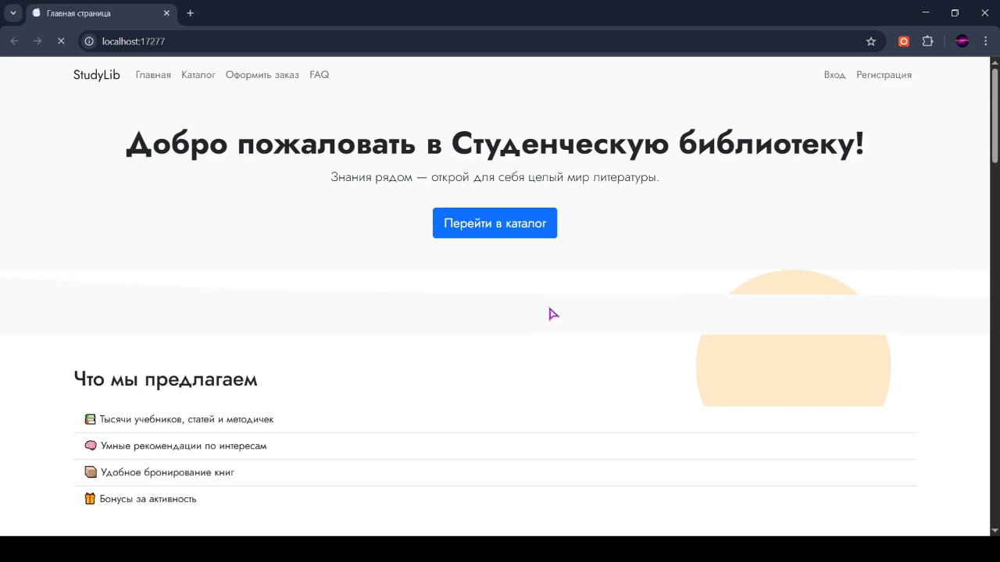 Главная страница
localhost:17277
StudyLib Главная Каталог Оформить заказ FAQ Вход Регистрация
Добро пожаловать в Студенческую библиотеку!
Знания рядом — открой для себя целый мир литературы.
Перейти в каталог
Что мы предлагаем
Тысячи учебников, статей и методичек
Умные рекомендации по интересам
Удобное бронирование книг
Бонусы за активность